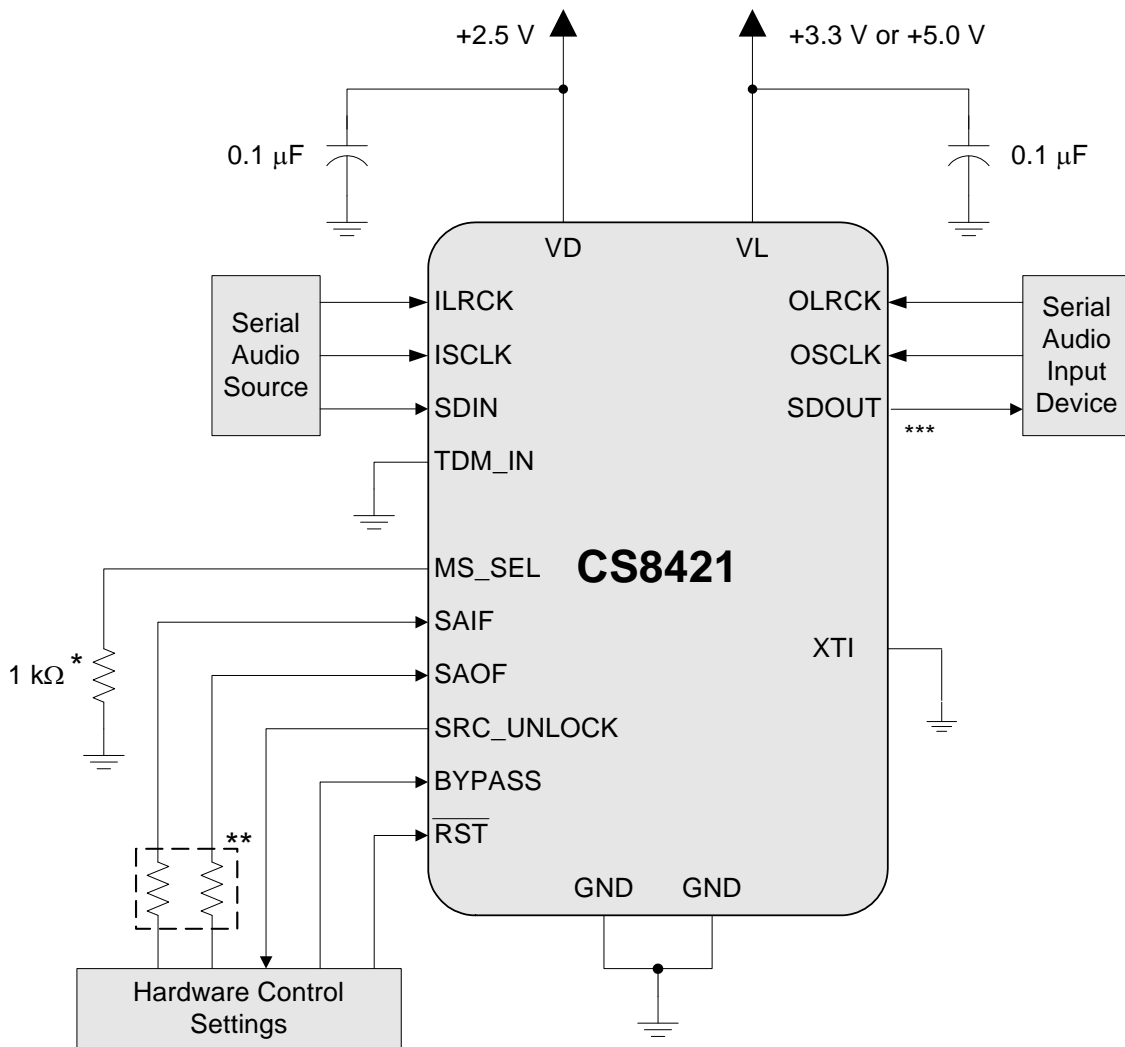 +2.5 V
+3.3 V or +5.0 V
0.1 μF
0.1 μF
VD
VL
Serial
Audio
Source
ILRCK
ISCLK
SDIN
TDM_IN
OLRCK
OSCLK
SDOUT
***
Serial
Audio
Input
Device
MS_SEL
CS8421
SAIF
SAOF
SRC_UNLOCK
BYPASS
RST
XTI
1 kΩ *
**
GND
GND
Hardware Control
Settings